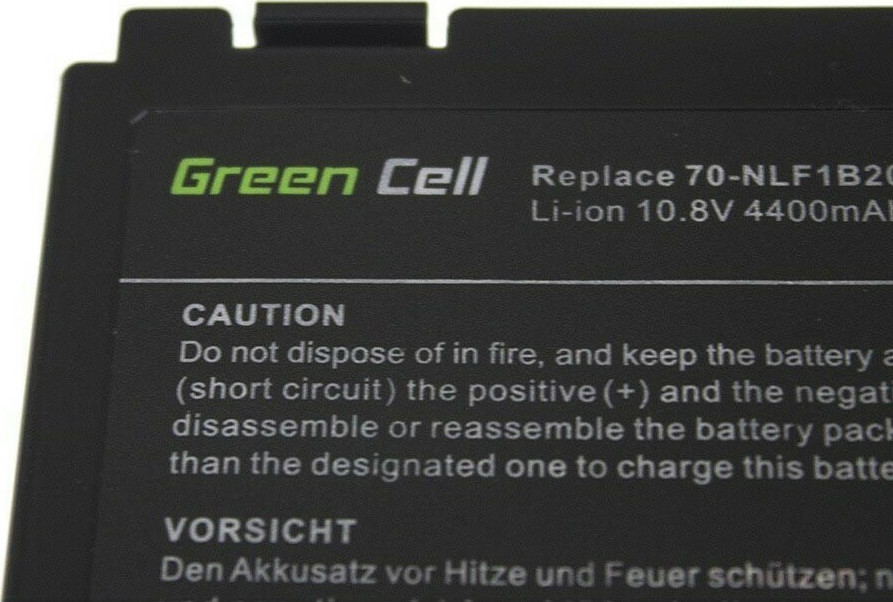 Green Cell
Replace 70-NLF1B20
Li-ion 10.8V 4400mAh
CAUTION
Do not dispose of in fire, and keep the battery a
(short circuit) the positive (+) and the negat
disassemble or reassemble the battery pack
than the designated one to charge this batte
VORSICHT
Den Akkusatz vor Hitze und Feuer schützen; n